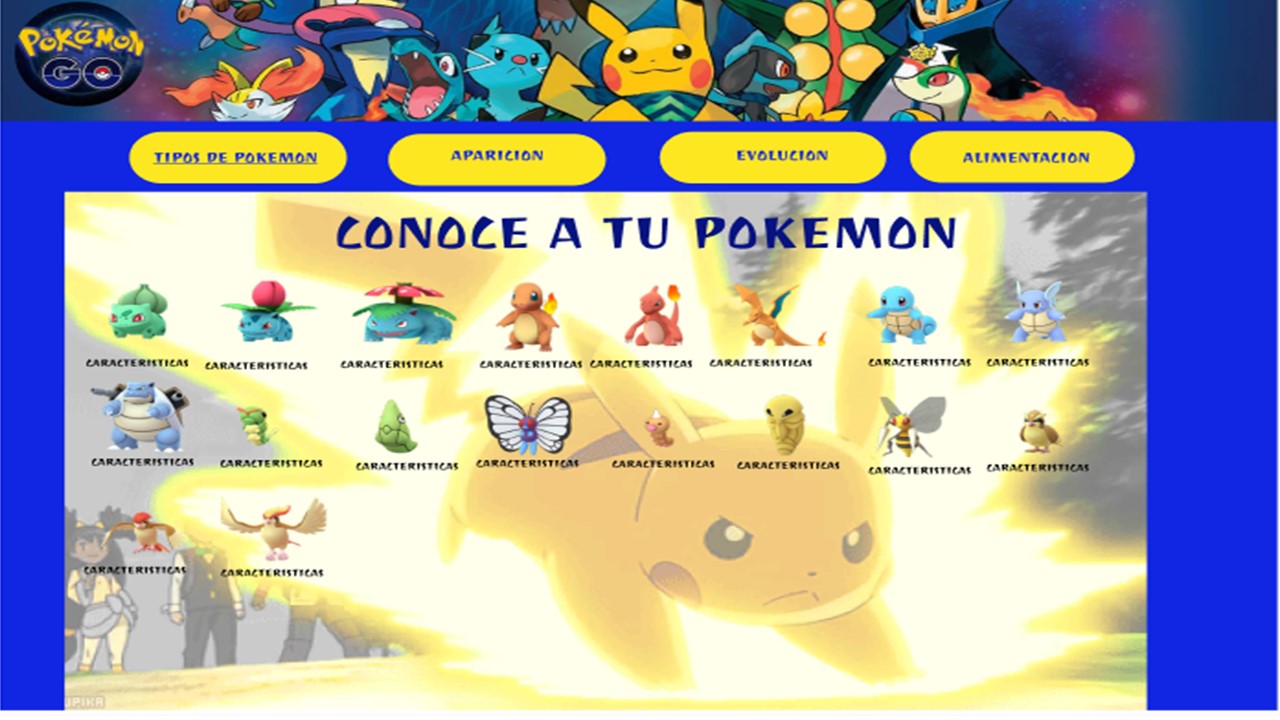 Pokémon
GO
TIPOS DE POKEMON APARICION EVOLUCION ALIMENTACION
CONOCE A TU POKEMON
CARACTERISTICAS CARACTERISTICAS CARACTERISTICAS CARACTERISTICAS CARACTERISTICAS CARACTERISTICAS CARACTERISTICAS CARACTERISTICAS
CARACTERISTICAS CARACTERISTICAS CARACTERISTICAS CARACTERISTICAS CARACTERISTICAS CARACTERISTICAS CARACTERISTICAS CARACTERISTICAS
CARACTERISTICAS CARACTERISTICAS